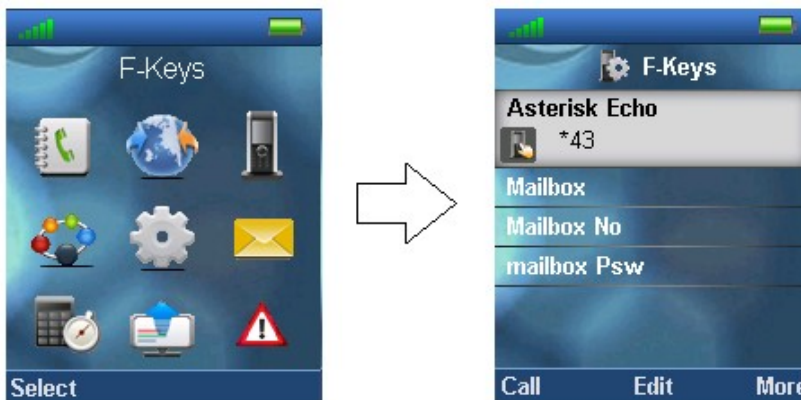 F-Keys
Select
F-Keys
Asterisk Echo
*43
Mailbox
Mailbox No
mailbox Psw
Call Edit More